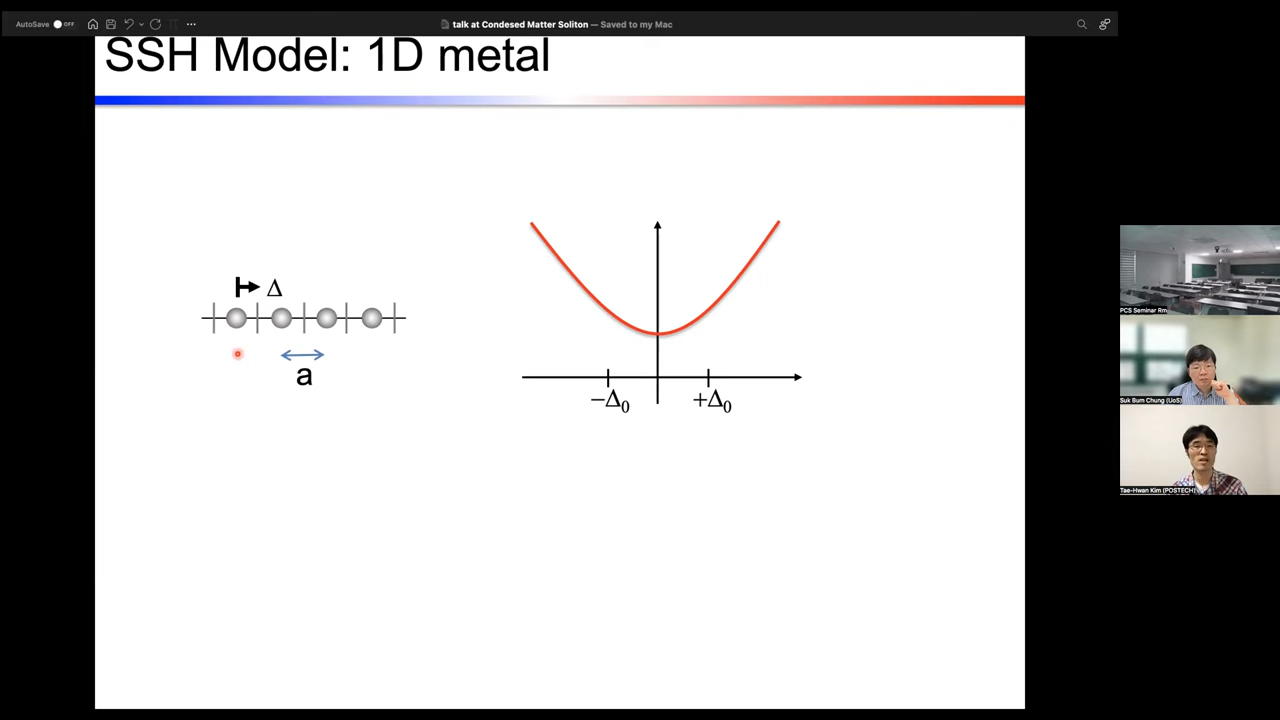 AutoSave OFF
talk at Condesed Matter Soliton — Saved to my Mac
SSH Model: 1D metal
Δ
a
−Δ0
+Δ0
PCS Seminar Rm
Suk Bum Chung (UoS)
Tae-Hwan Kim (POSTECH)